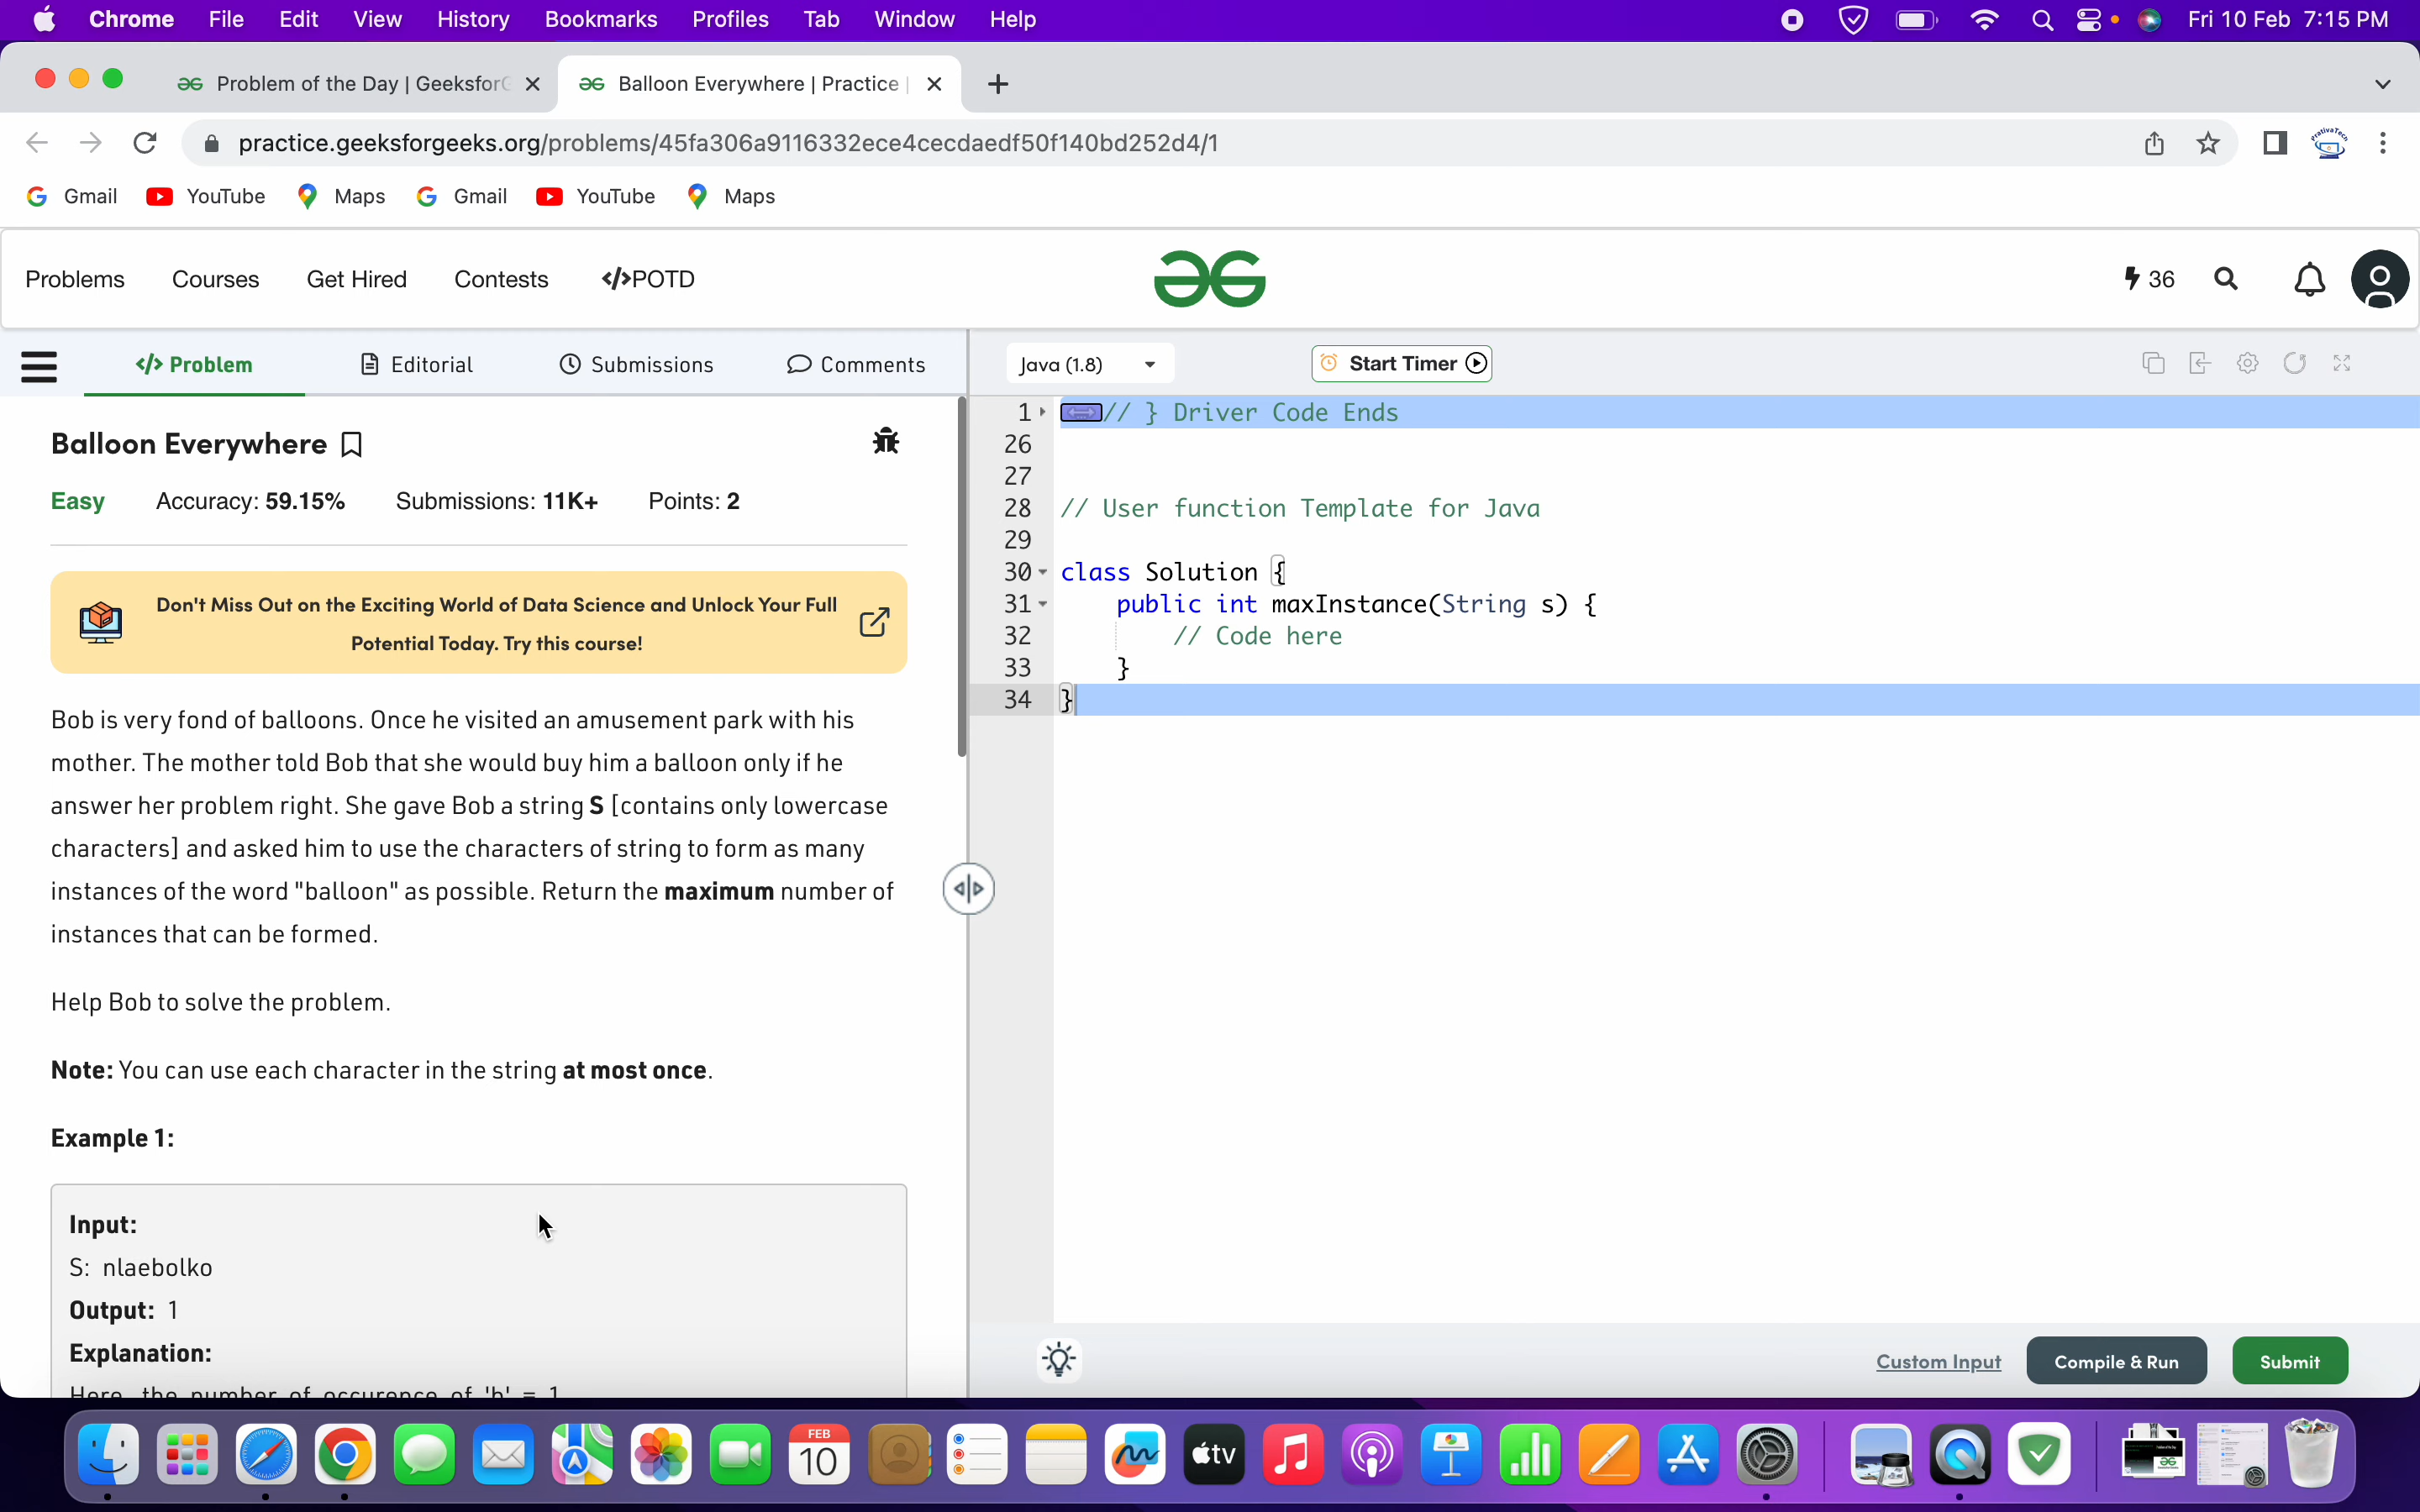 Chrome File Edit View History Bookmarks Profiles Tab Window Help Fri 10 Feb 7:15 PM
Problem of the Day | Geeksfor Balloon Everywhere | Practice |
practice.geeksforgeeks.org/problems/45fa306a9116332ece4cecdaedf50f140bd252d4/1
Gmail YouTube Maps Gmail YouTube Maps
Problems Courses Get Hired Contests </>POTD 36
</> Problem Editorial Submissions Comments
Java (1.8) Start Timer
Balloon Everywhere
Easy Accuracy: 59.15% Submissions: 11K+ Points: 2
Don't Miss Out on the Exciting World of Data Science and Unlock Your Full
Potential Today. Try this course!
Bob is very fond of balloons. Once he visited an amusement park with his
mother. The mother told Bob that she would buy him a balloon only if he
answer her problem right. She gave Bob a string S [contains only lowercase
characters] and asked him to use the characters of string to form as many
instances of the word "balloon" as possible. Return the maximum number of
instances that can be formed.
Help Bob to solve the problem.
Note: You can use each character in the string at most once.
Example 1:
Input:
S: nlaebolko
Output: 1
Explanation:
Here, the number of occurence of 'b' = 1
1 // } Driver Code Ends
26
27
28 // User function Template for Java
29
30 class Solution {
31 public int maxInstance(String s) {
32 // Code here
33 }
34 }
Custom Input Compile & Run Submit
FEB
10
tv